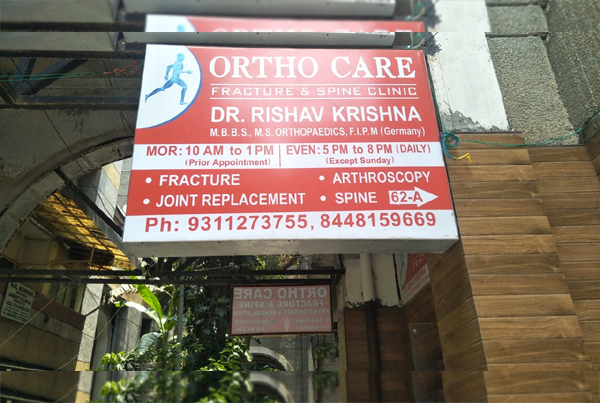 ORTHO CARE
FRACTURE & SPINE CLINIC
DR. RISHAV KRISHNA
M.B.B.S., M.S. ORTHOPAEDICS, F.I.P.M (Germany)
MOR: 10 AM to 1 PM EVEN: 5 PM to 8 PM (DAILY)
(Prior Appointment) (Except Sunday)
• FRACTURE • ARTHROSCOPY
• JOINT REPLACEMENT • SPINE 62-A
Ph: 9311273755, 8448159669
ORTHO CARE
FRACTURE & SPINE